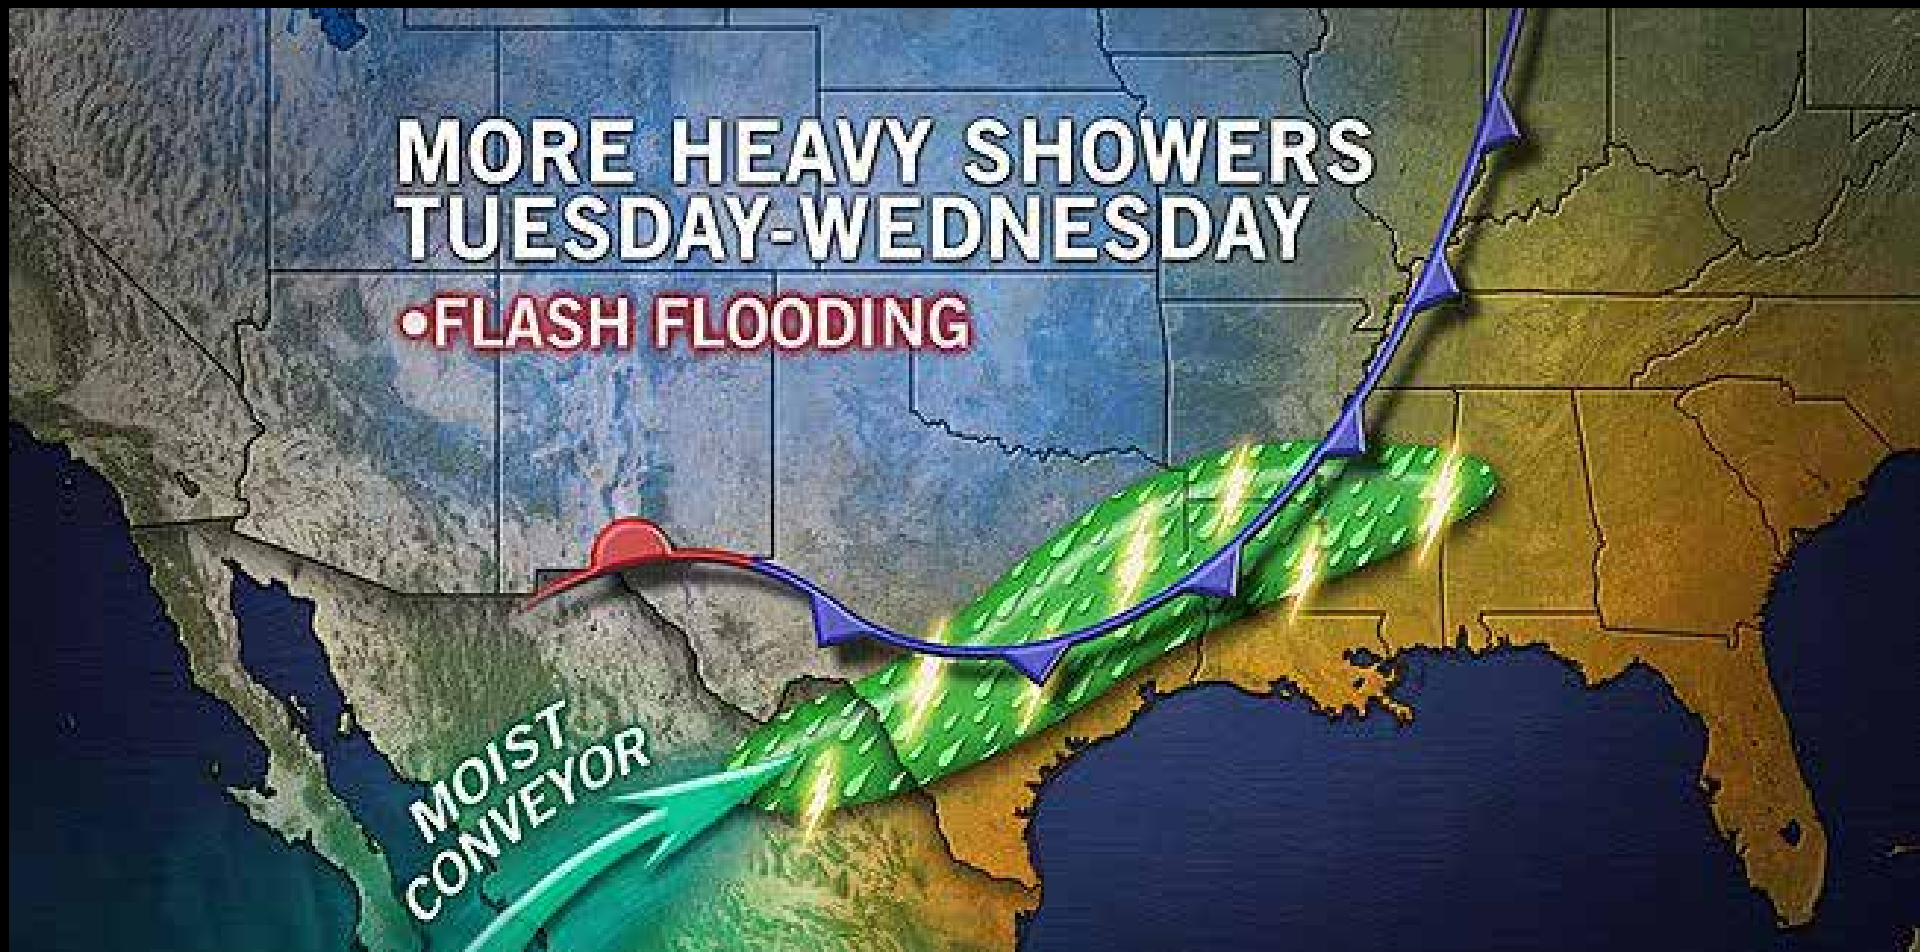 MORE HEAVY SHOWERS
TUESDAY-WEDNESDAY
•FLASH FLOODING
MOIST
CONVEYOR